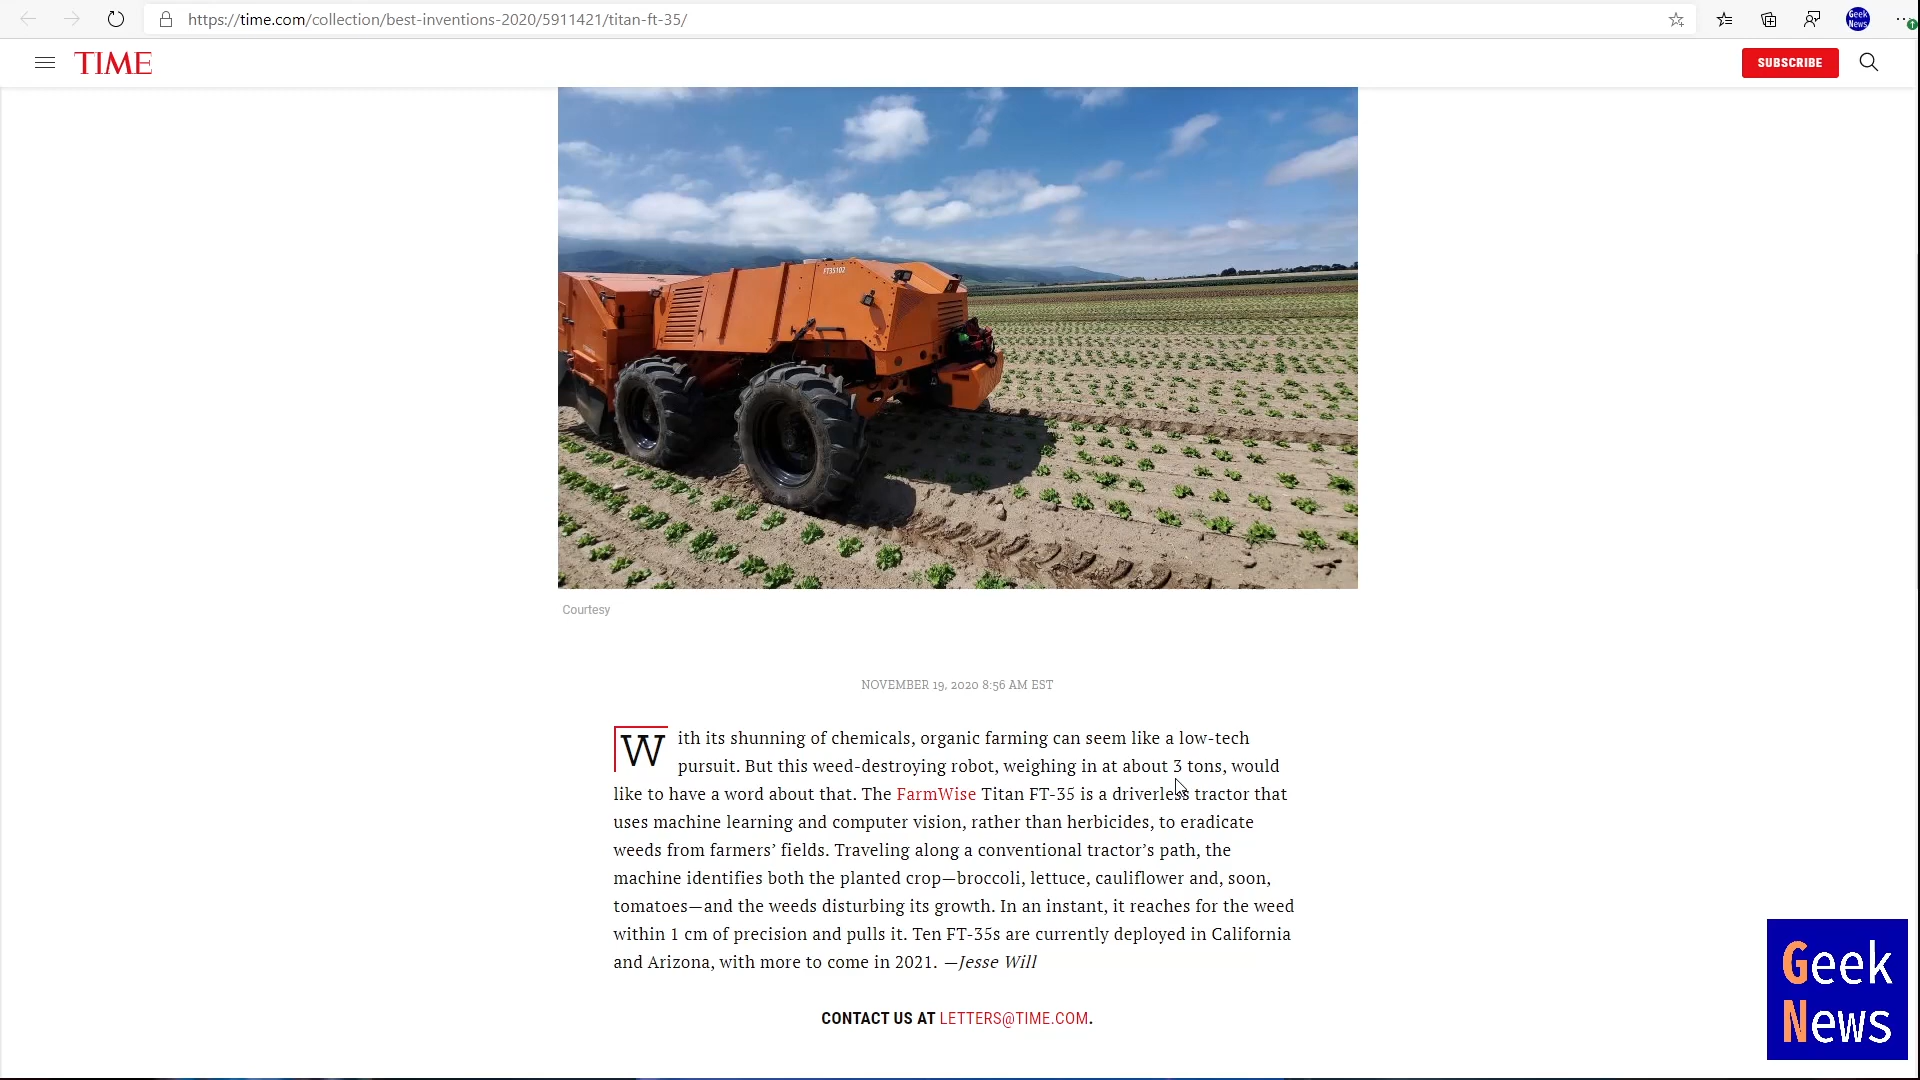 https://time.com/collection/best-inventions-2020/5911421/titan-ft-35/
Geek
News
TIME
SUBSCRIBE
FT35102
Courtesy
NOVEMBER 19, 2020 8:56 AM EST
With its shunning of chemicals, organic farming can seem like a low-tech
pursuit. But this weed-destroying robot, weighing in at about 3 tons, would
like to have a word about that. The FarmWise Titan FT-35 is a driverless tractor that
uses machine learning and computer vision, rather than herbicides, to eradicate
weeds from farmers’ fields. Traveling along a conventional tractor’s path, the
machine identifies both the planted crop—broccoli, lettuce, cauliflower and, soon,
tomatoes—and the weeds disturbing its growth. In an instant, it reaches for the weed
within 1 cm of precision and pulls it. Ten FT-35s are currently deployed in California
and Arizona, with more to come in 2021. —Jesse Will
CONTACT US AT LETTERS@TIME.COM.
Geek
News